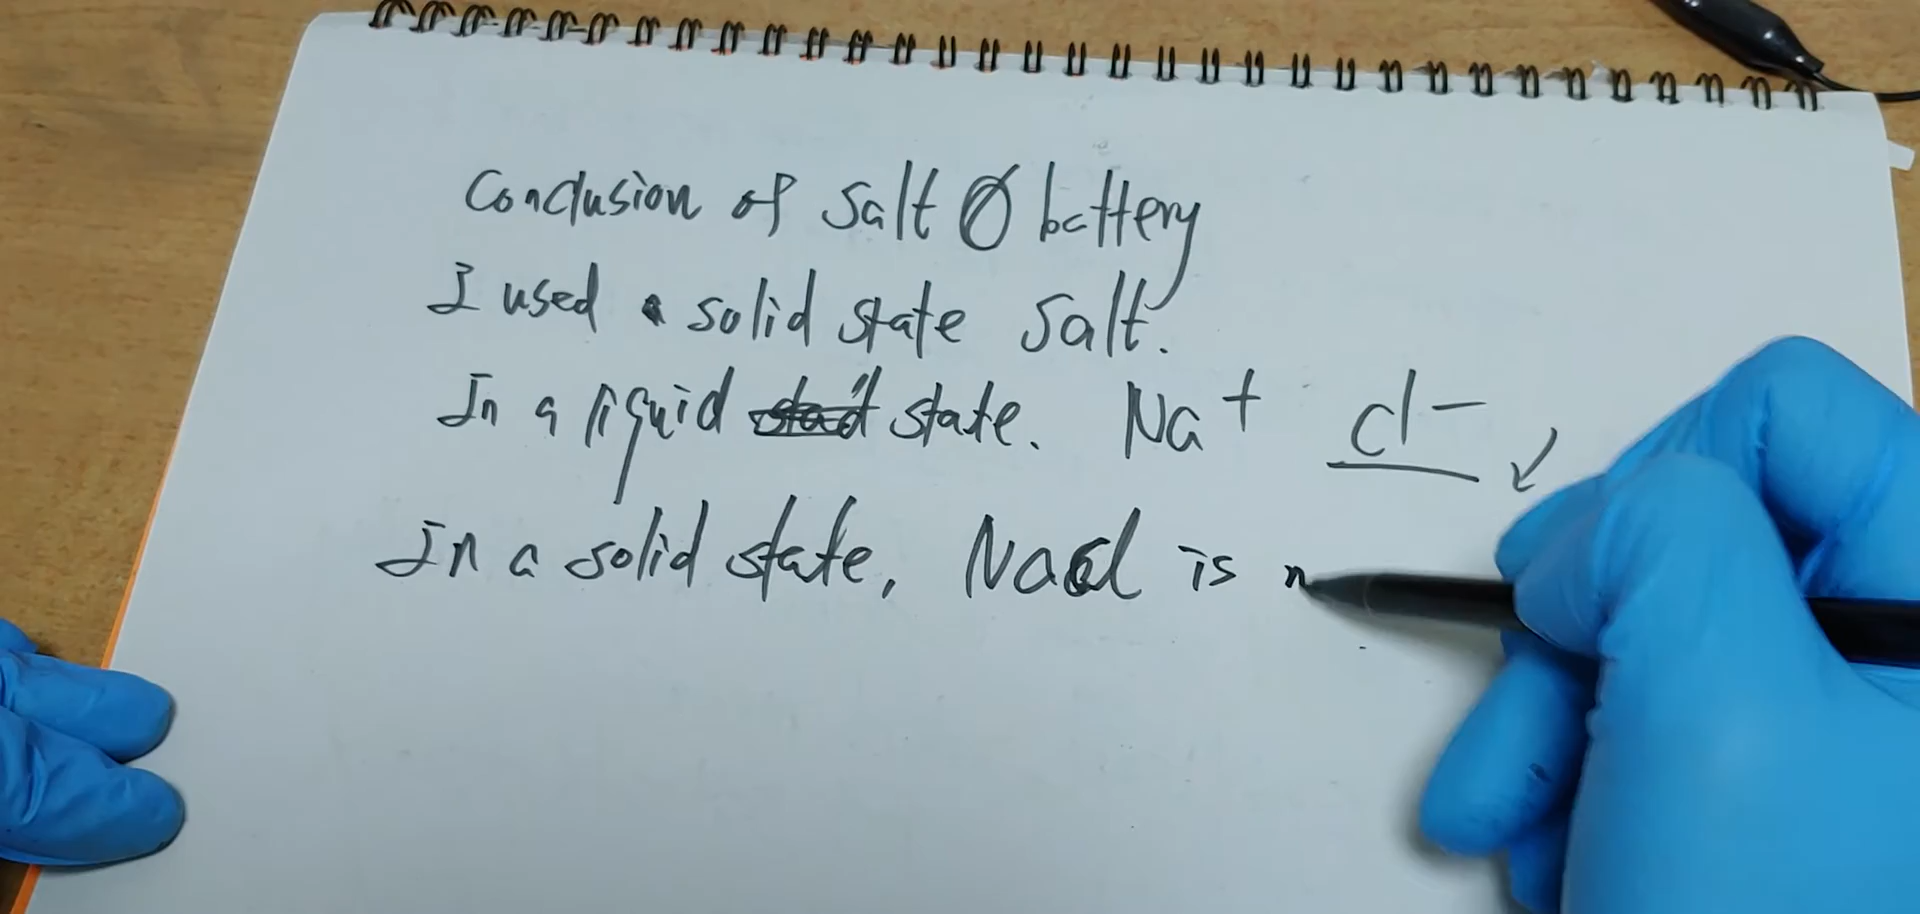 Conclusion of salt battery
I used solid state salt.
In a liquid state. Na+ cl-
In a solid state, Nacl is n